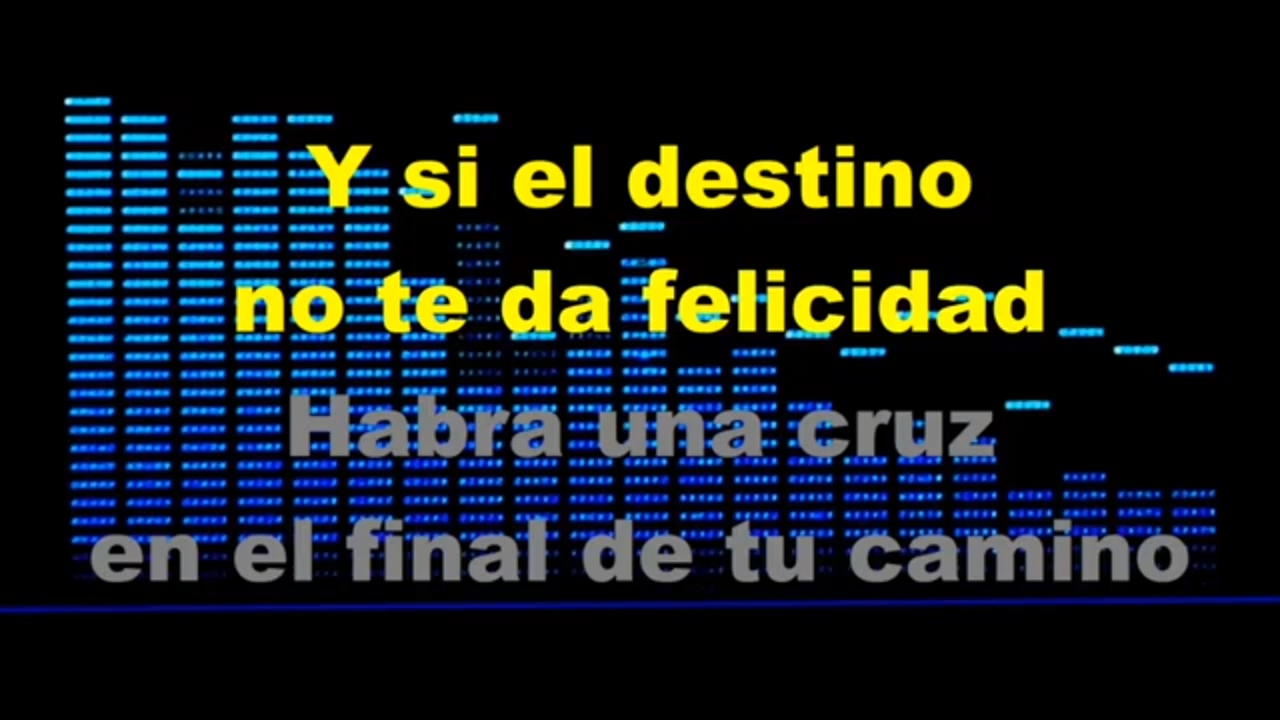 Y si el destino
no te da felicidad
Habra una cruz
en el final de tu camino